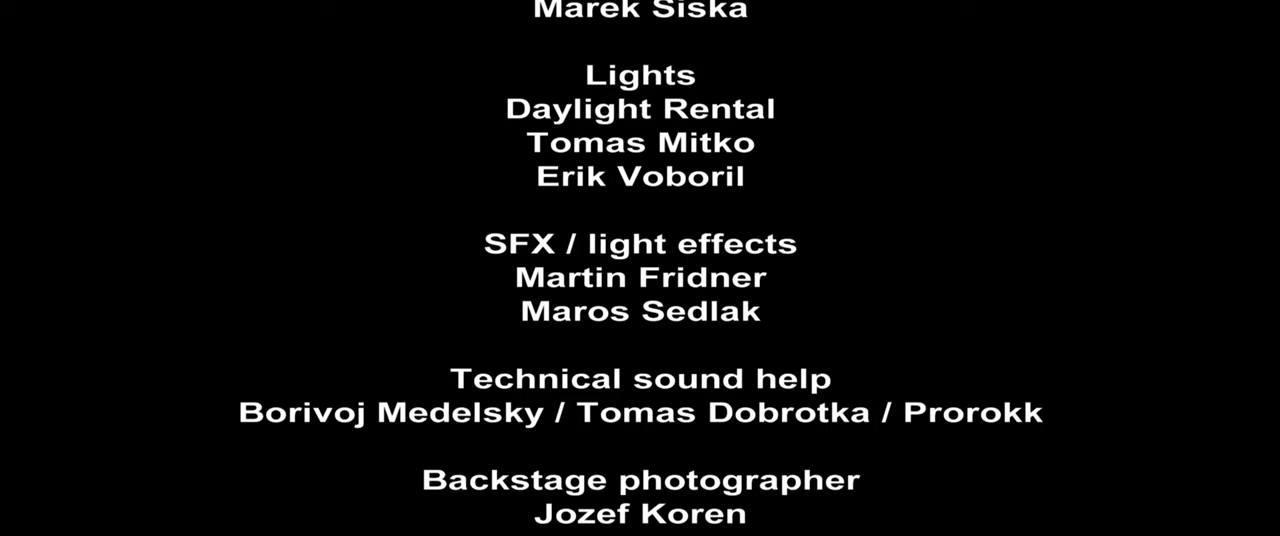 Marek Siska
Lights
Daylight Rental
Tomas Mitko
Erik Voboril
SFX / light effects
Martin Fridner
Maros Sedlak
Technical sound help
Borivoj Medelsky / Tomas Dobrotka / Prorokk
Backstage photographer
Jozef Koren